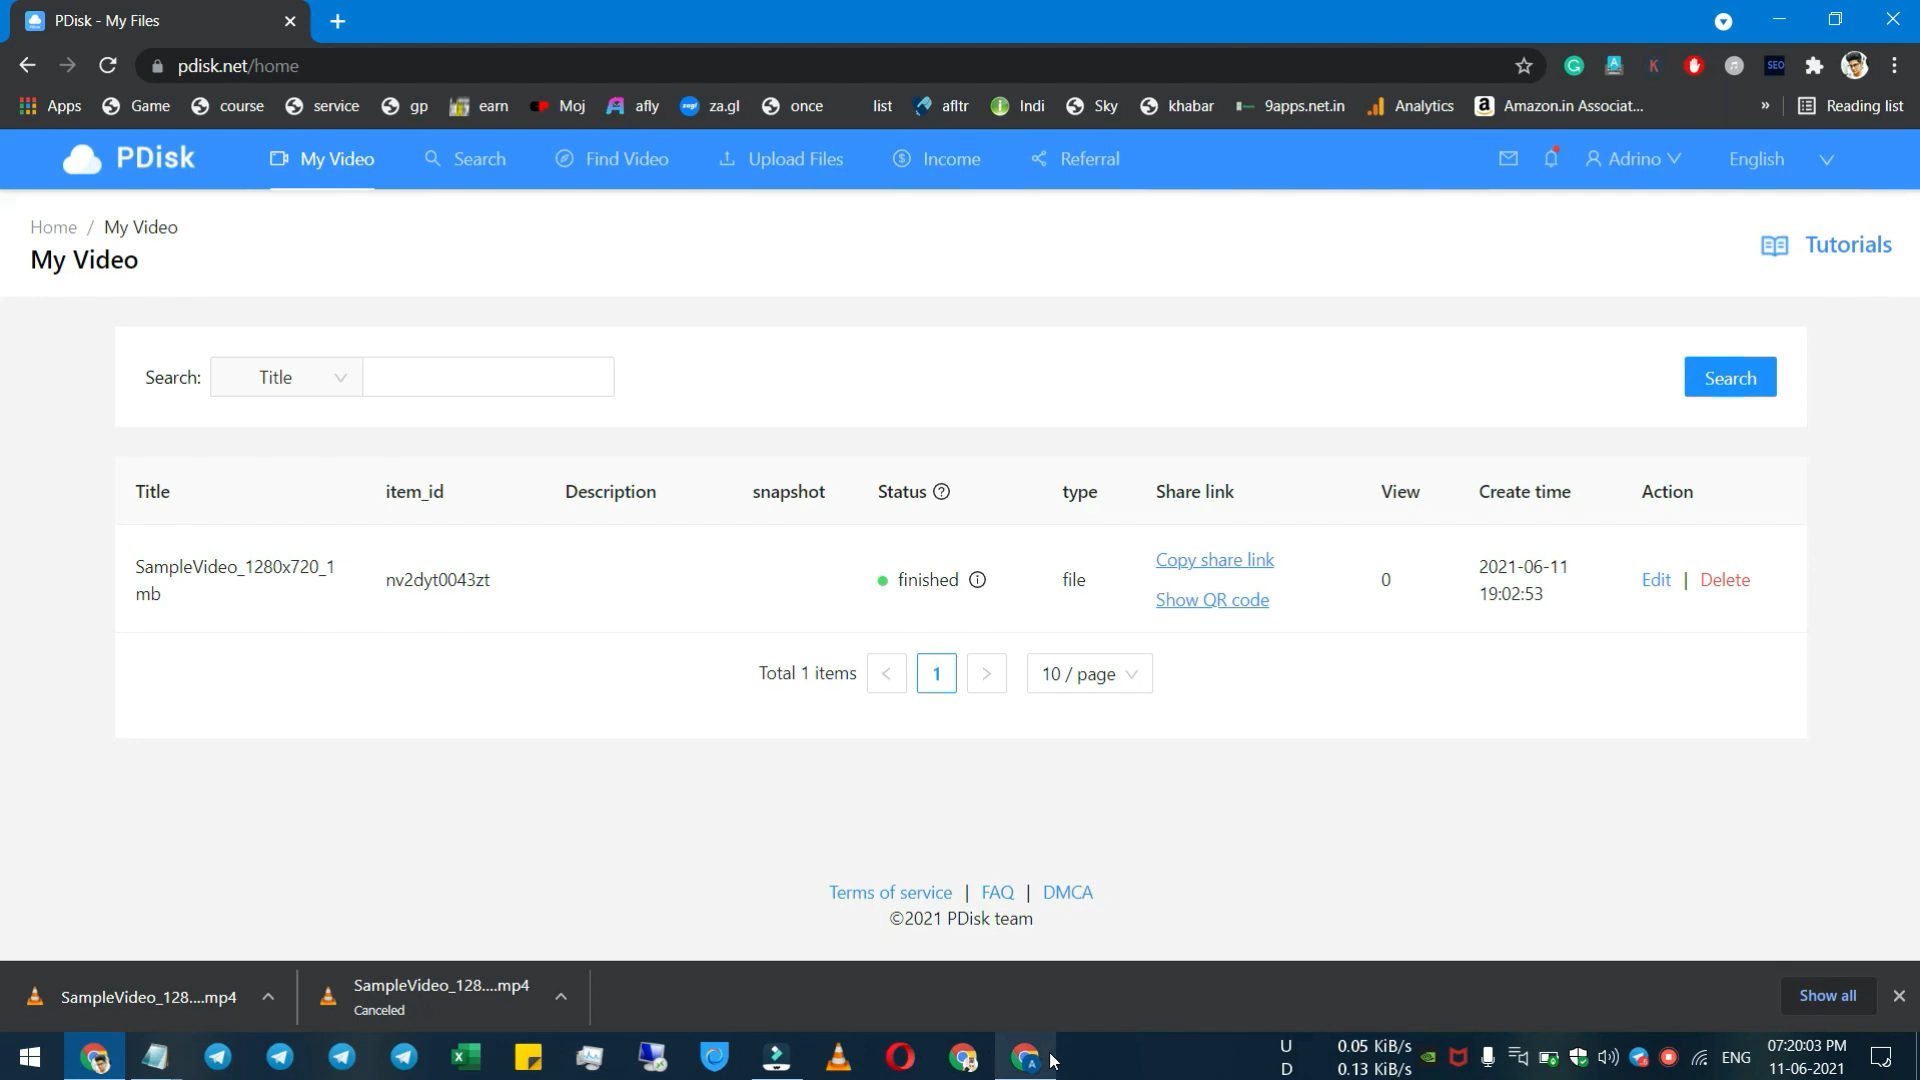 PDisk - My Files
pdisk.net/home
Apps Game course service gp earn Moj afly za.gl once list afltr Indi Sky khabar 9apps.net.in Analytics Amazon.in Associat... » Reading list
PDisk My Video Search Find Video Upload Files Income Referral Adrino English
Home / My Video
My Video
Tutorials
Search: Title Search
Title item_id Description snapshot Status type Share link View Create time Action
SampleVideo_1280x720_1
mb
nv2dyt0043zt
finished
file
Copy share link
Show QR code
0
2021-06-11
19:02:53
Edit | Delete
Total 1 items < 1 > 10 / page
Terms of service | FAQ | DMCA
©2021 PDisk team
SampleVideo_128....mp4
SampleVideo_128....mp4
Canceled
Show all
U 0.05 KiB/s
D 0.13 KiB/s
ENG
07:20:03 PM
11-06-2021